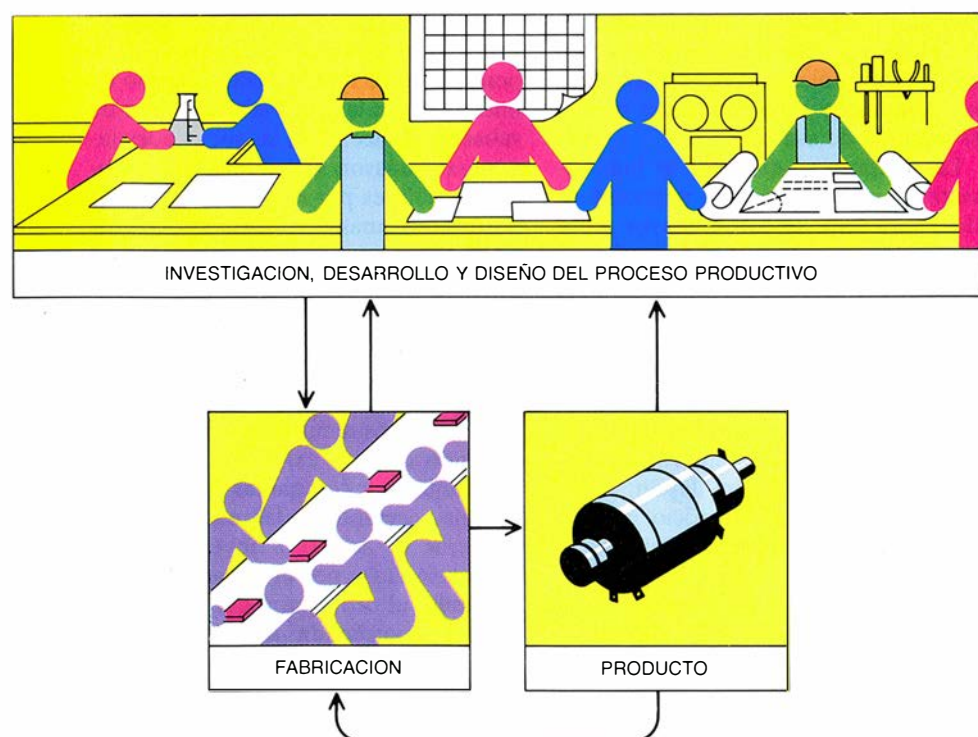 INVESTIGACION, DESARROLLO Y DISEÑO DEL PROCESO PRODUCTIVO
FABRICACION
PRODUCTO